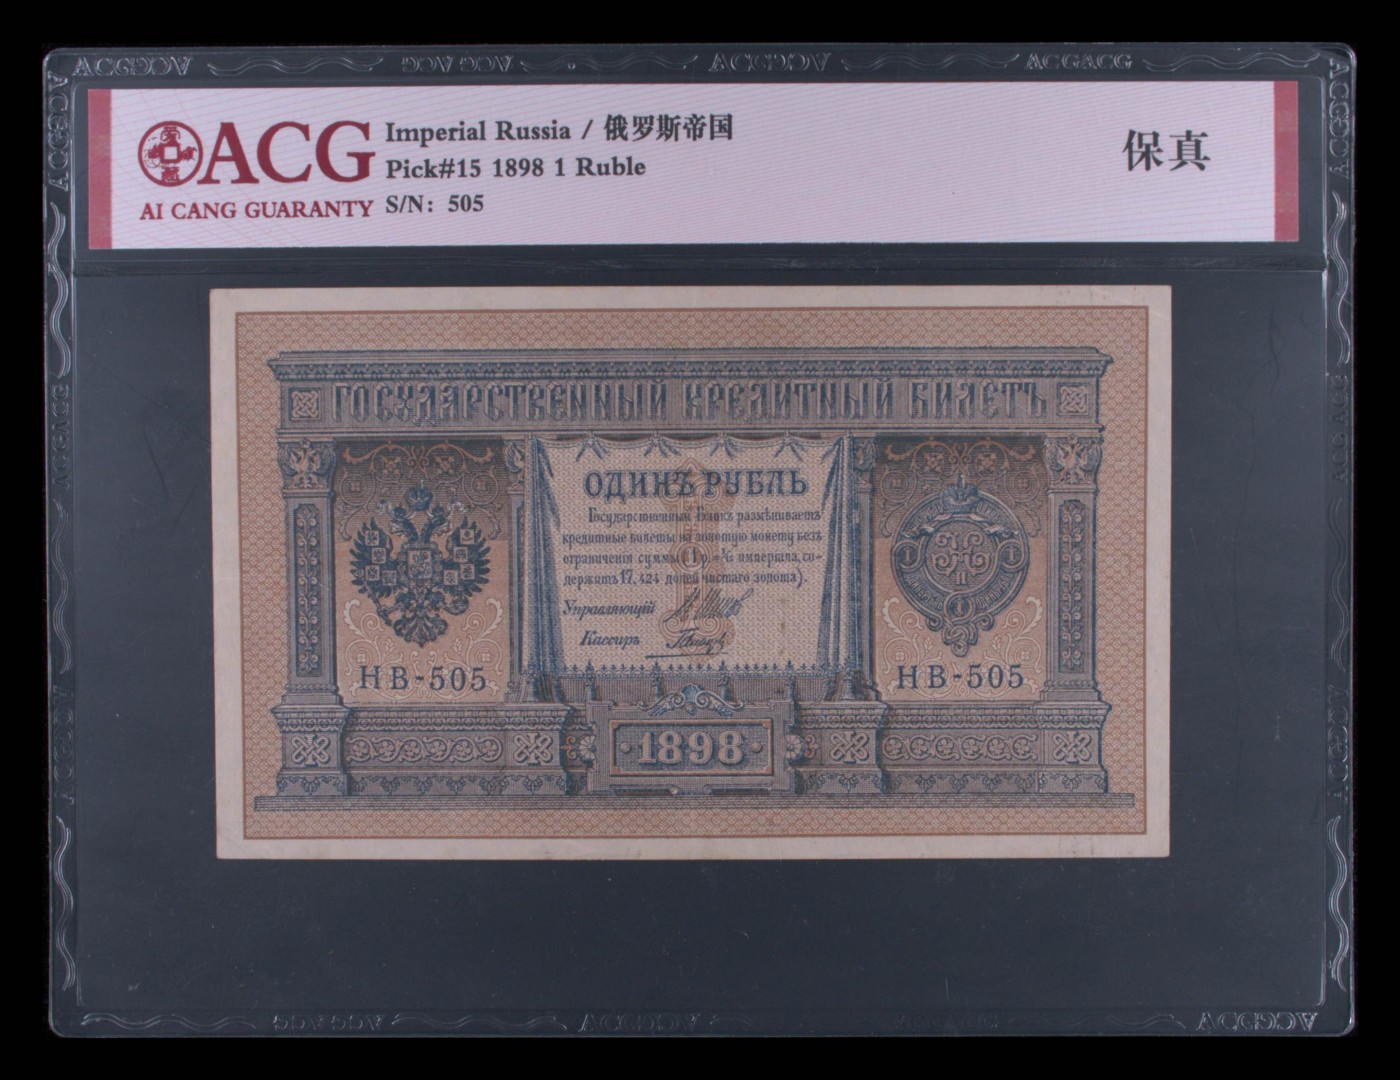 ACG
AI CANG GUARANTY
Imperial Russia / 俄罗斯帝国
Pick#15 1898 1 Ruble
S/N: 505
保真
ГОСУДАРСТВЕННЫЙ КРЕДИТНЫЙ БИЛЕТЪ
ОДИНЪ РУБЛЬ
Государственный Банкъ размѣниваетъ
кредитные билеты на золотую монету безъ
ограниченія суммы (1 р.=1/15 имперіала, со-
держитъ 17,424 долей чистаго золота).
Управляющій
Кассиръ
НВ-505
НВ-505
1898